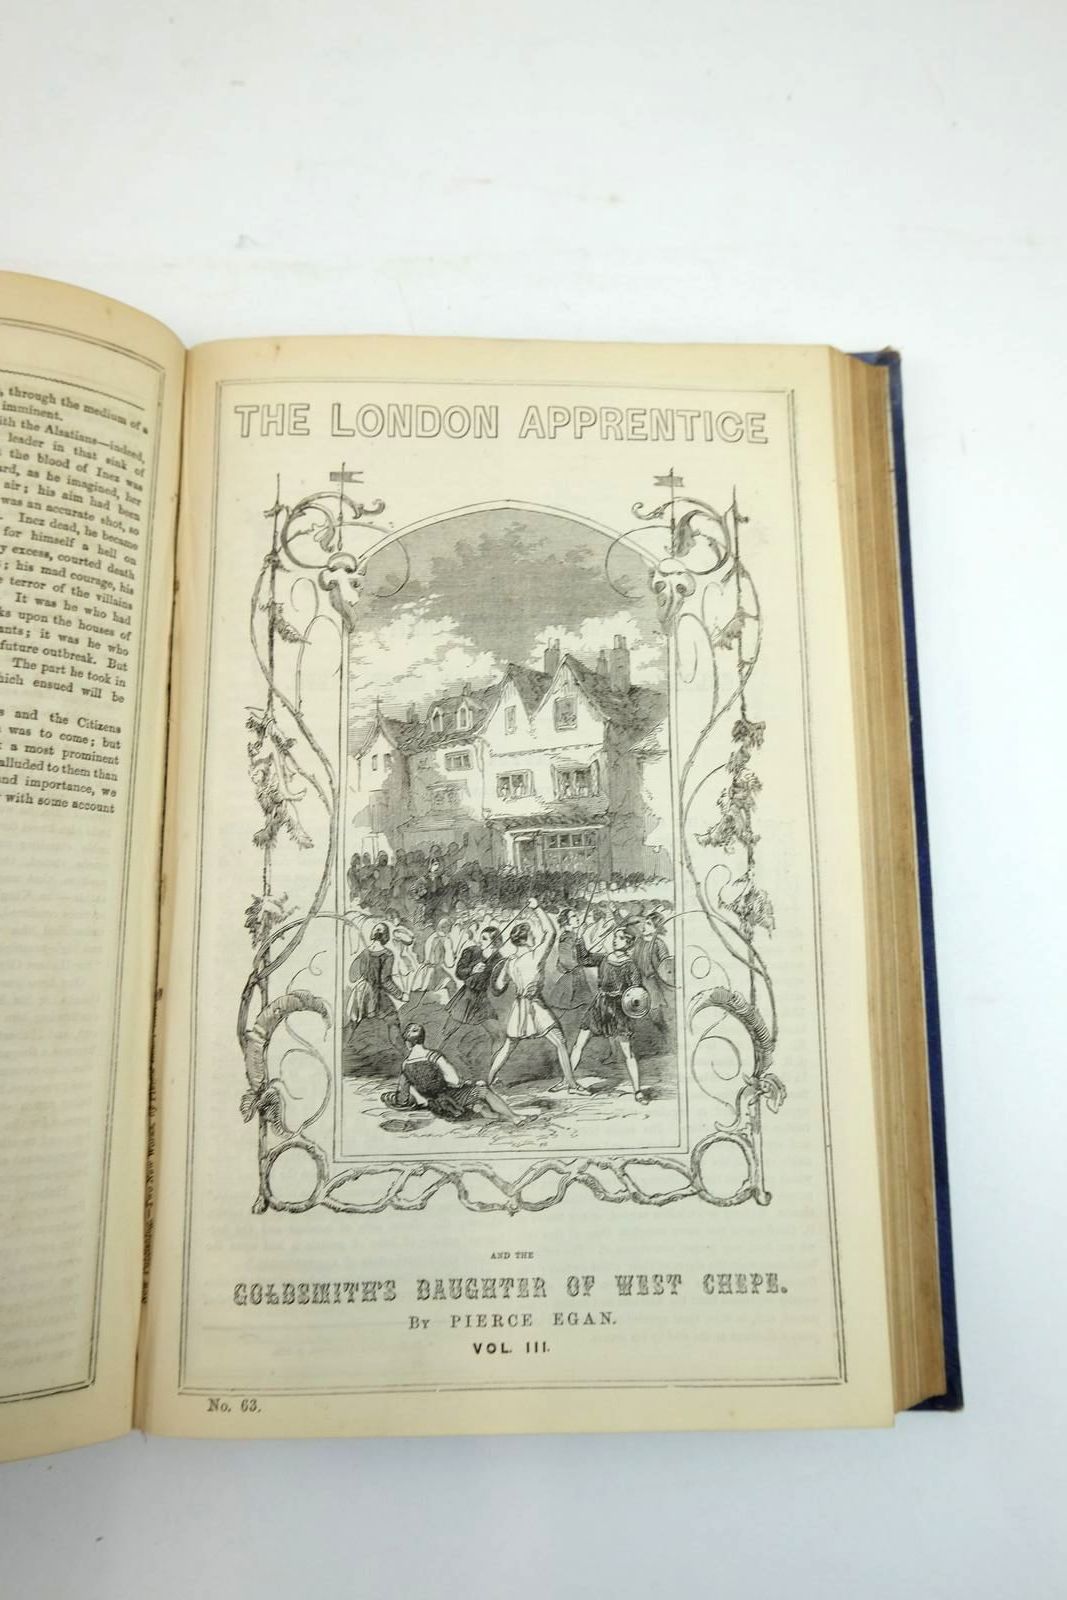 through the medium of a
imminent.
ith the Alsatians—indeed,
leader in that sink of
the blood of Inez was
ard, as he imagined, her
air; his aim had been
was an accurate shot, so
Inez dead, he became
for himself a hell on
y excess, courted death
; his mad courage, his
e terror of the villains
It was he who had
ks upon the houses of
ants; it was he who
future outbreak. But
The part he took in
hich ensued will be
s and the Citizens
n was to come; but
t a most prominent
alluded to them than
and importance, we
with some account
THE LONDON APPRENTICE
AND THE
GOLDSMITH'S DAUGHTER OF WEST CHEPE.
By PIERCE EGAN.
VOL. III.
No. 63.